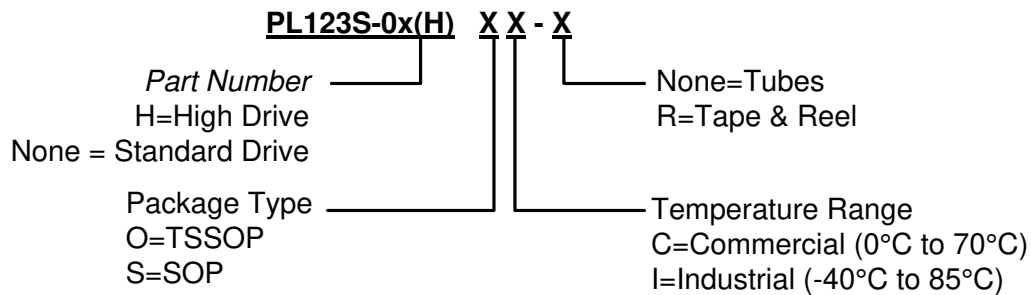 PL123S-0x(H) X X - X
Part Number
H=High Drive
None = Standard Drive
None=Tubes
R=Tape & Reel
Package Type
O=TSSOP
S=SOP
Temperature Range
C=Commercial (0°C to 70°C)
I=Industrial (-40°C to 85°C)